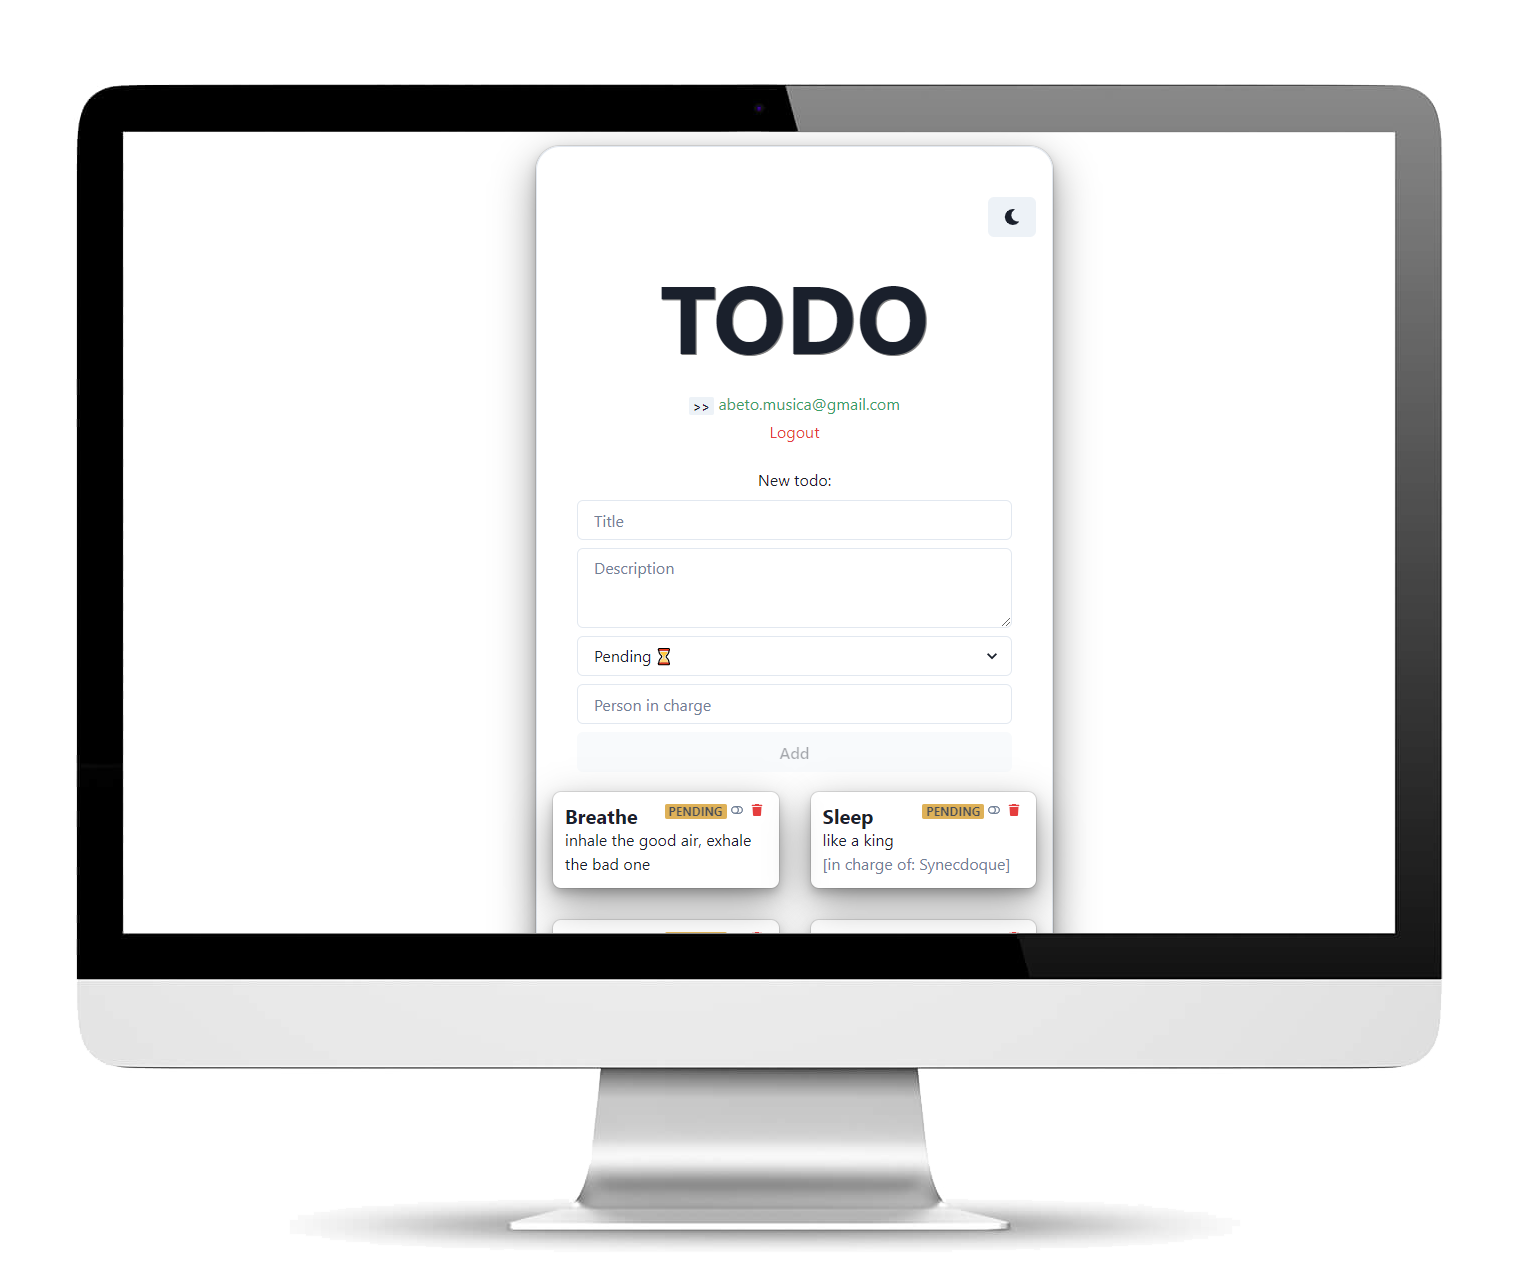 TODO
>> abeto.musica@gmail.com
Logout
New todo:
Title
Description
Pending ⏳
Person in charge
Add
Breathe PENDING
inhale the good air, exhale
the bad one
Sleep PENDING
like a king
[in charge of: Synecdoque]